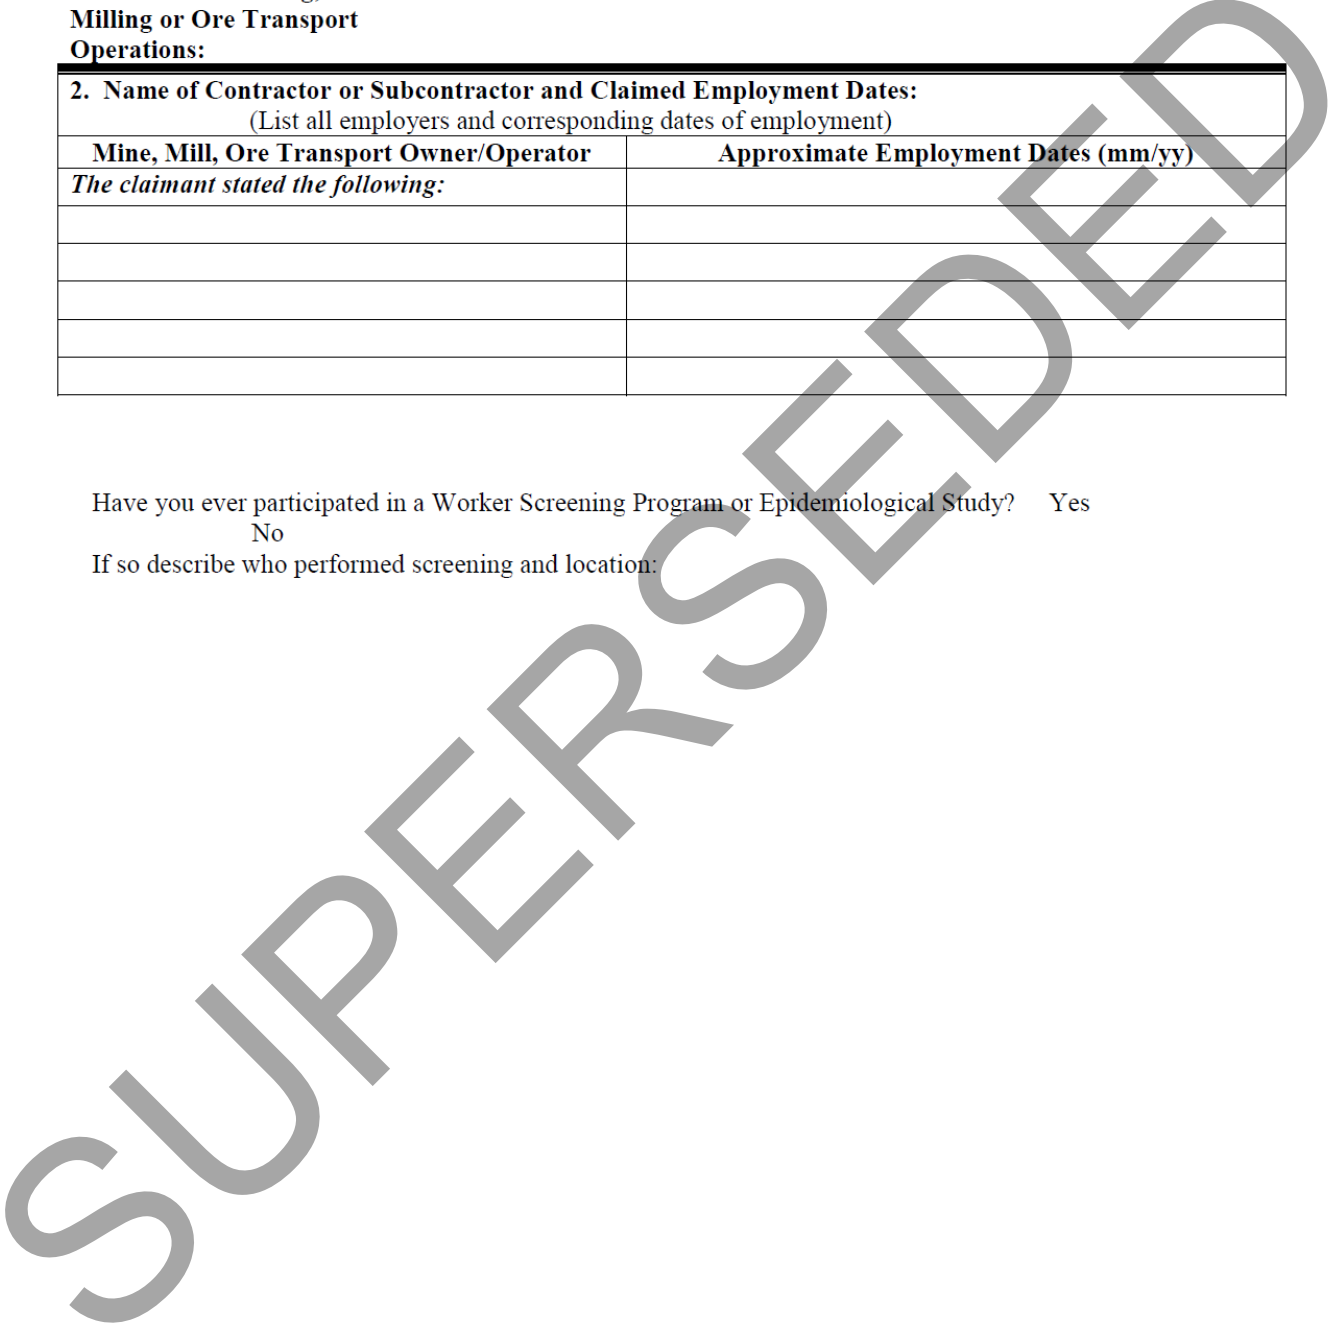 Milling or Ore Transport
Operations:
2. Name of Contractor or Subcontractor and Claimed Employment Dates:
(List all employers and corresponding dates of employment)
Mine, Mill, Ore Transport Owner/Operator Approximate Employment Dates (mm/yy)
The claimant stated the following:
Have you ever participated in a Worker Screening Program or Epidemiological Study? Yes
No
If so describe who performed screening and location:
SUPERSEDED